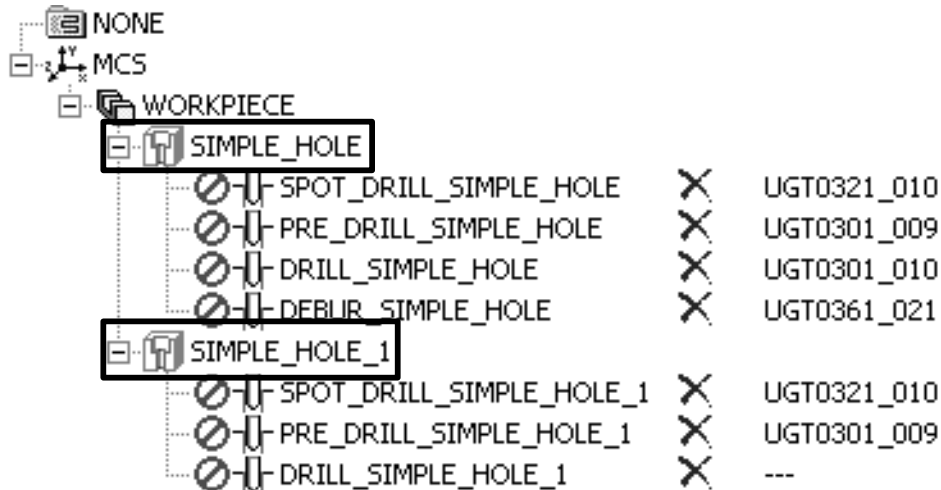 NONE
MCS
WORKPIECE
SIMPLE_HOLE
SPOT_DRILL_SIMPLE_HOLE UGT0321_010
PRE_DRILL_SIMPLE_HOLE UGT0301_009
DRILL_SIMPLE_HOLE UGT0301_010
DEBUR_SIMPLE_HOLE UGT0361_021
SIMPLE_HOLE_1
SPOT_DRILL_SIMPLE_HOLE_1 UGT0321_010
PRE_DRILL_SIMPLE_HOLE_1 UGT0301_009
DRILL_SIMPLE_HOLE_1 ---